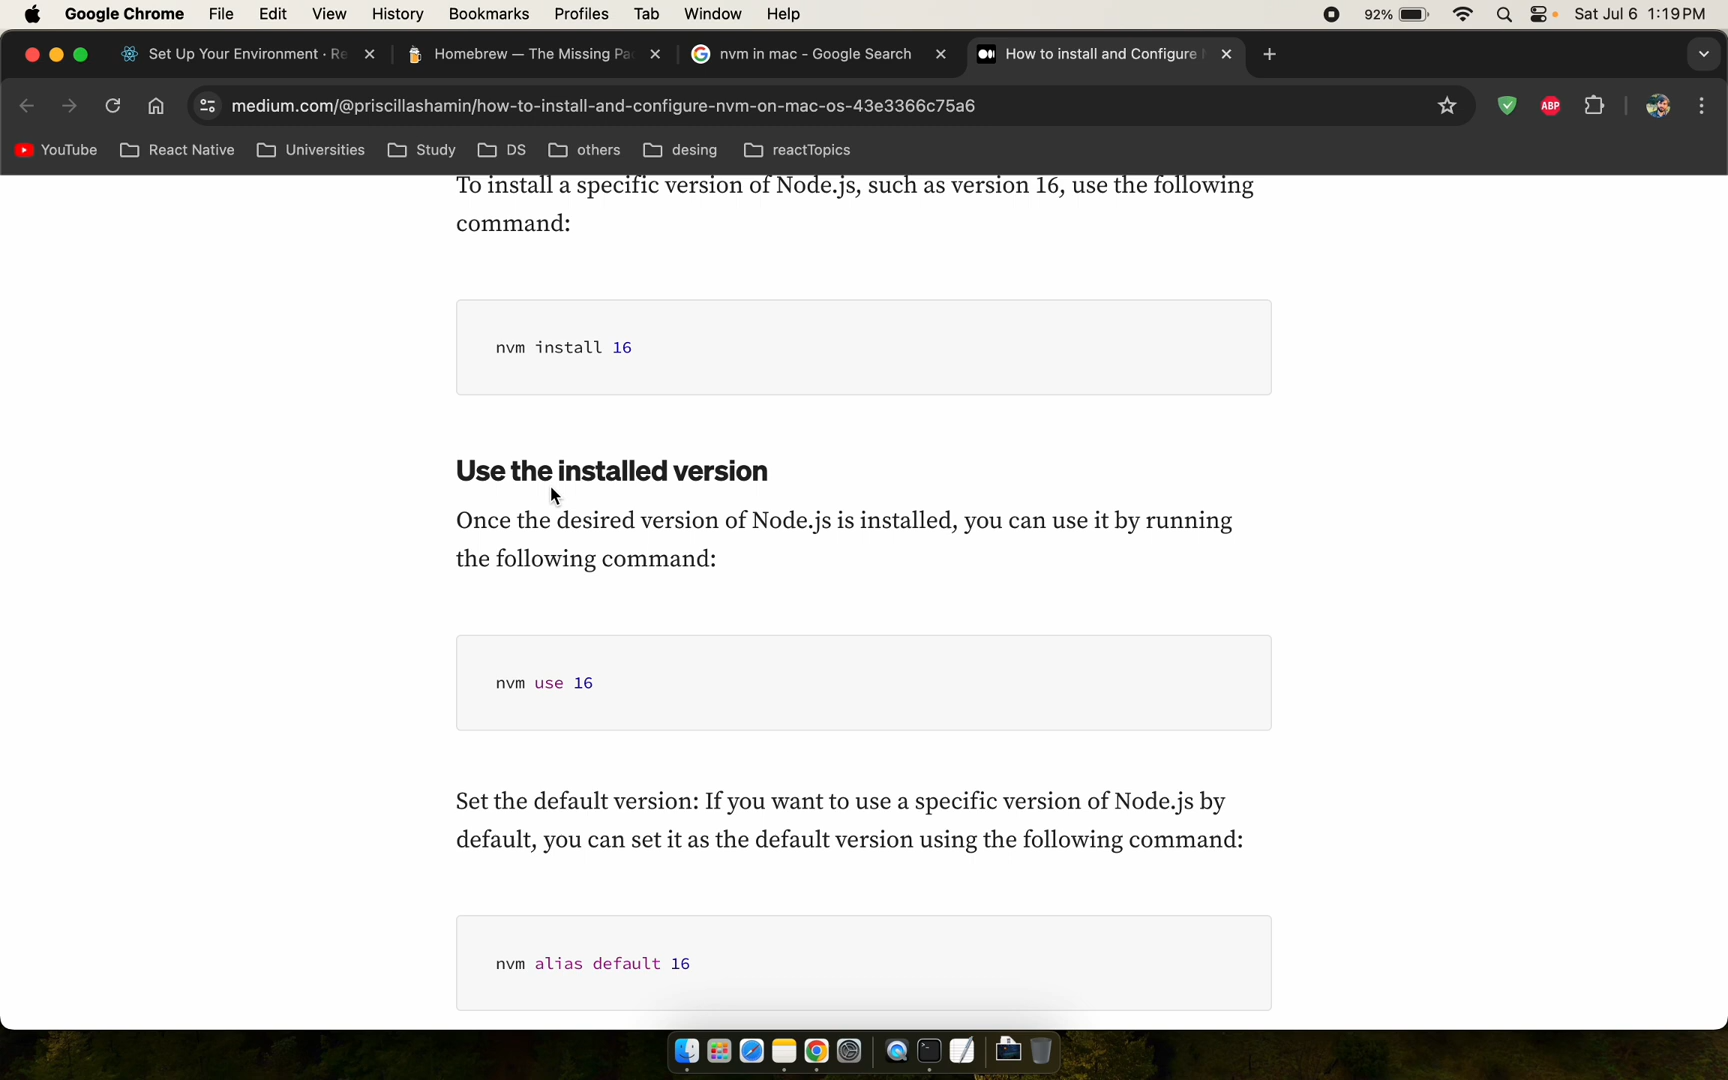 Google Chrome File Edit View History Bookmarks Profiles Tab Window Help 92% Sat Jul 6 1:19 PM
Set Up Your Environment · Re Homebrew — The Missing Pa nvm in mac - Google Search How to install and Configure
medium.com/@priscillashamin/how-to-install-and-configure-nvm-on-mac-os-43e3366c75a6 ABP
YouTube React Native Universities Study DS others desing reactTopics
To install a specific version of Node.js, such as version 16, use the following
command:
nvm install 16
Use the installed version
Once the desired version of Node.js is installed, you can use it by running
the following command:
nvm use 16
Set the default version: If you want to use a specific version of Node.js by
default, you can set it as the default version using the following command:
nvm alias default 16